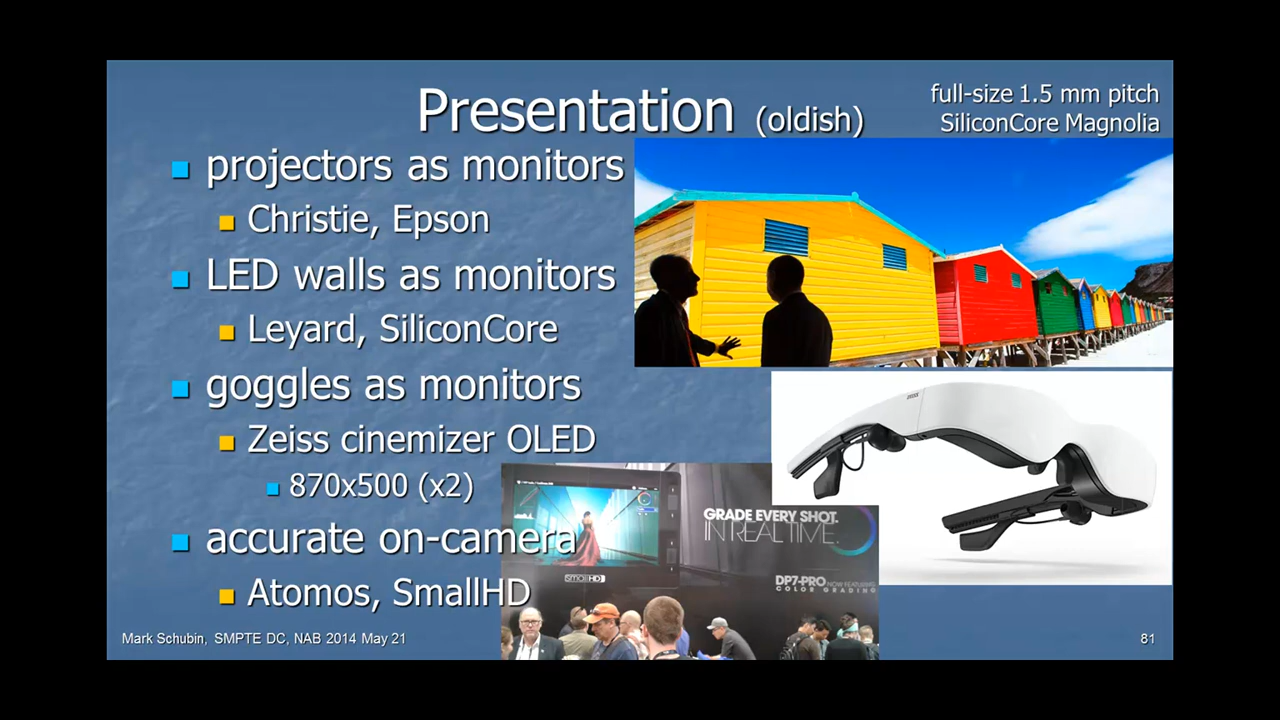 Presentation (oldish)
full-size 1.5 mm pitch
SiliconCore Magnolia
projectors as monitors
Christie, Epson
LED walls as monitors
Leyard, SiliconCore
goggles as monitors
Zeiss cinemizer OLED
870x500 (x2)
accurate on-camera
Atomos, SmallHD
GRADE EVERY SHOT.
IN REAL TIME.
DP7-PRO NOW FEATURING
COLOR GRADING
smallHD
Mark Schubin, SMPTE DC, NAB 2014 May 21
81